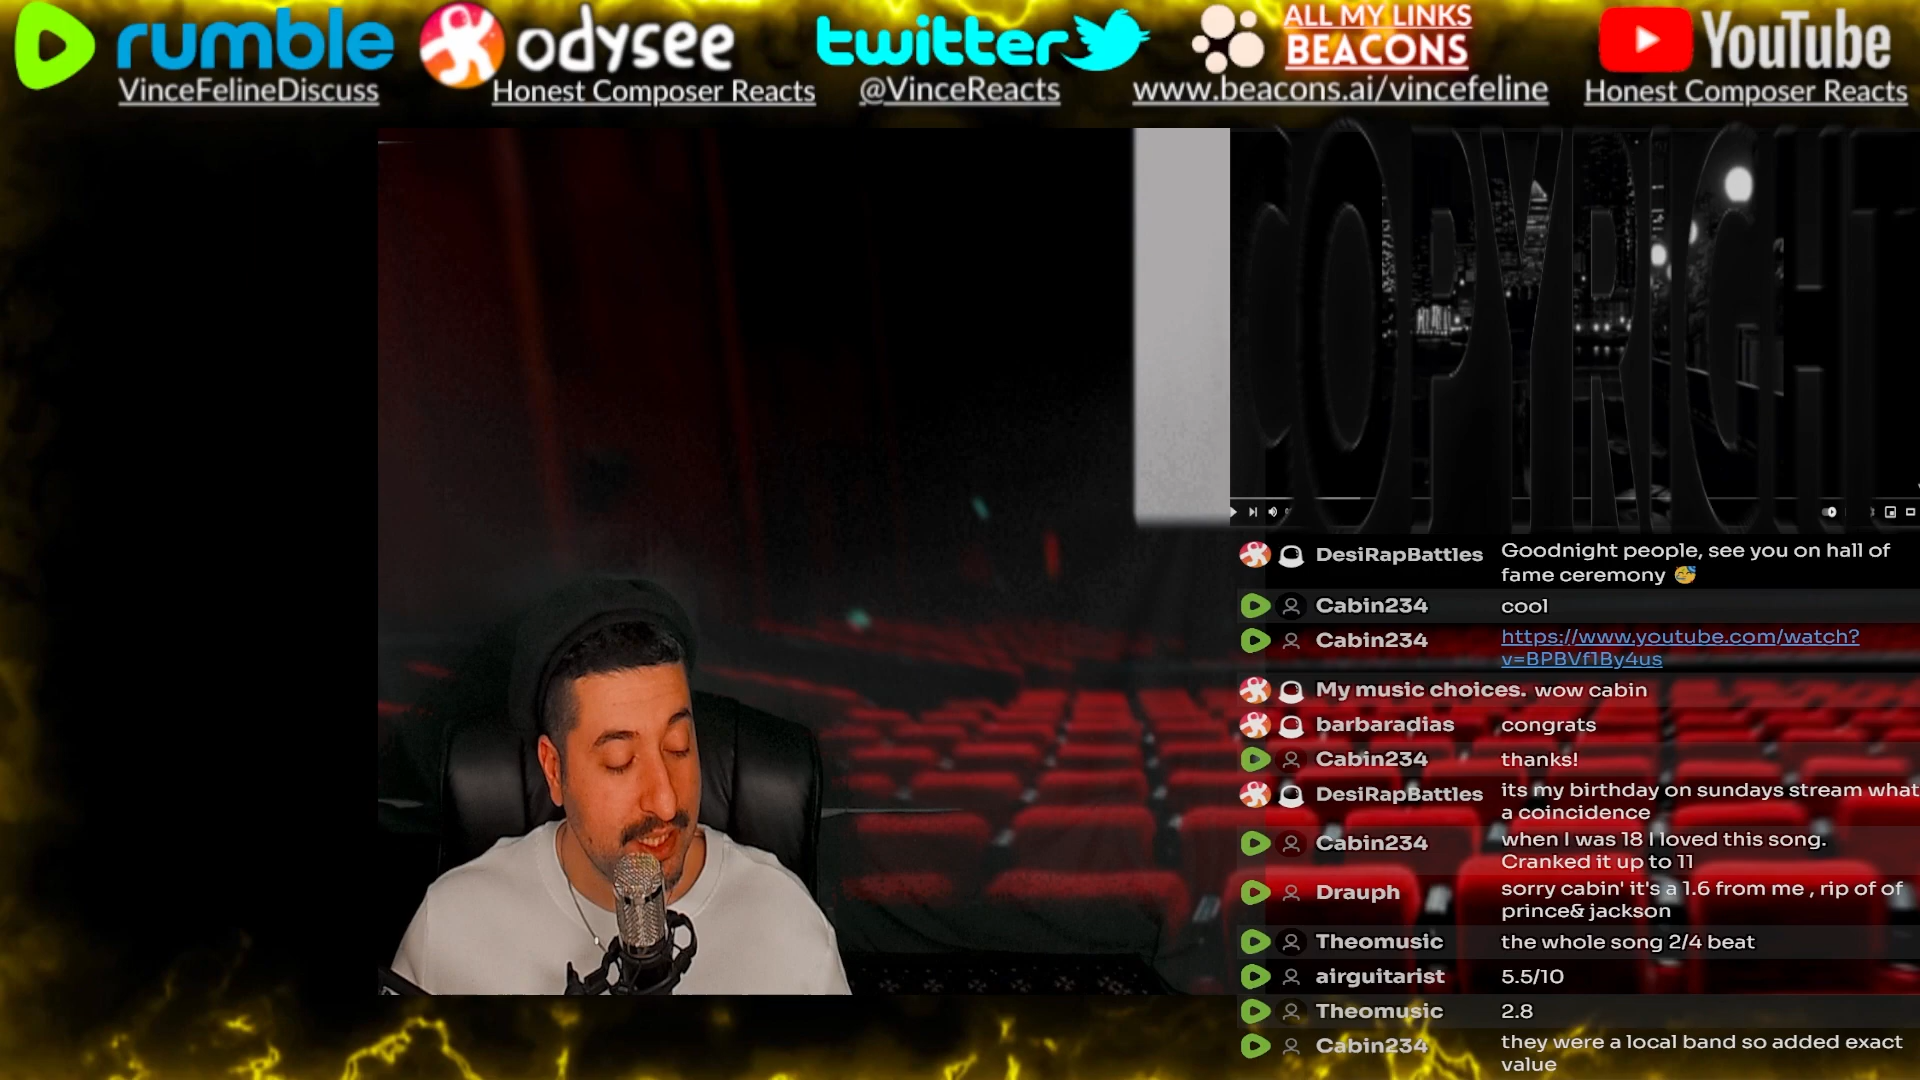 rumble
VinceFelineDiscuss
odysee
Honest Composer Reacts
twitter
@VinceReacts
ALL MY LINKS
BEACONS
www.beacons.ai/vincefeline
YouTube
Honest Composer Reacts
COPYRIGHT
DesiRapBattles Goodnight people, see you on hall of
fame ceremony 🥳
Cabin234 cool
Cabin234 https://www.youtube.com/watch?
v=BPBVf1By4us
My music choices. wow cabin
barbaradias congrats
Cabin234 thanks!
DesiRapBattles its my birthday on sundays stream what
a coincidence
Cabin234 when I was 18 I loved this song.
Cranked it up to 11
Drauph sorry cabin' it's a 1.6 from me , rip of of
prince& jackson
Theomusic the whole song 2/4 beat
airguitarist 5.5/10
Theomusic 2.8
Cabin234 they were a local band so added exact
value